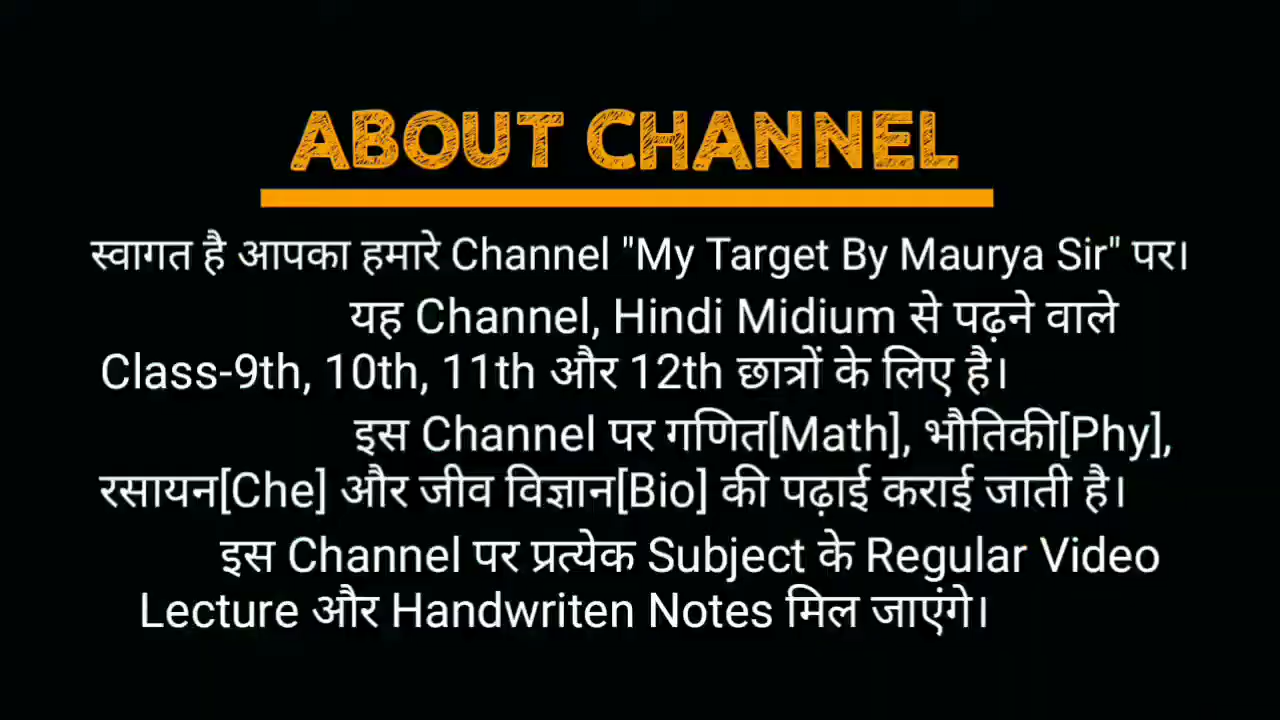 ABOUT CHANNEL
स्वागत है आपका हमारे Channel "My Target By Maurya Sir" पर।
यह Channel, Hindi Midium से पढ़ने वाले
Class-9th, 10th, 11th और 12th छात्रों के लिए है।
इस Channel पर गणित[Math], भौतिकी[Phy],
रसायन[Che] और जीव विज्ञान[Bio] की पढ़ाई कराई जाती है।
इस Channel पर प्रत्येक Subject के Regular Video
Lecture और Handwriten Notes मिल जाएंगे।